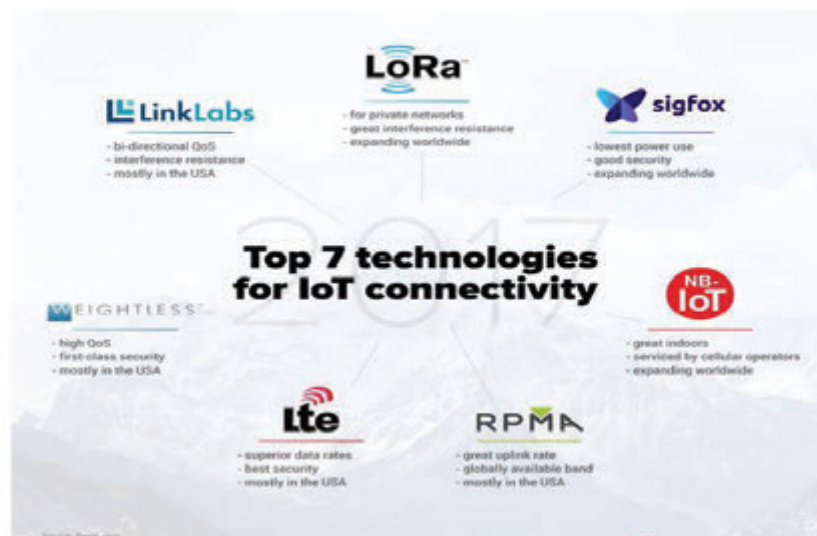 LoRa
- for private networks
- great interference resistance
- expanding worldwide
LinkLabs
- bi-directional QoS
- interference resistance
- mostly in the USA
sigfox
- lowest power use
- good security
- expanding worldwide
2017
Top 7 technologies
for IoT connectivity
WEIGHTLESS
- high QoS
- first-class security
- mostly in the USA
NB-
IoT
- great indoors
- serviced by cellular operators
- expanding worldwide
Lte
- superior data rates
- best security
- mostly in the USA
RPMA
- great uplink rate
- globally available band
- mostly in the USA